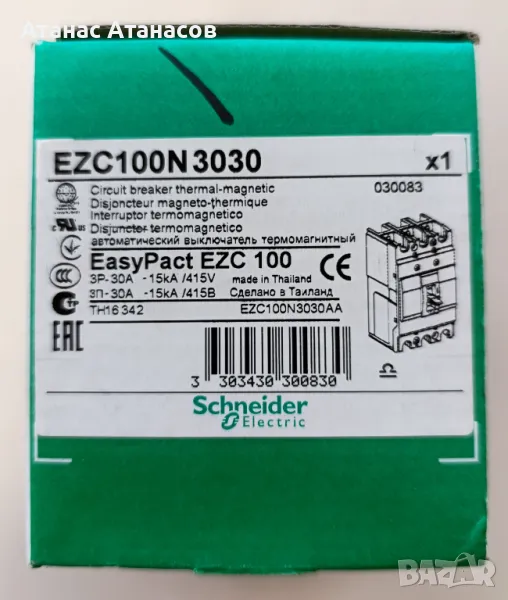 Атанас Атанасов
EZC100N3030 x1
Circuit breaker thermal-magnetic 030083
Disjoncteur magneto-thermique
Interruptor termomagnetico
Disjuncter termomagnetico
автоматический выключатель термомагнитный
EasyPact EZC 100 CE
3P-30A -15kA /415V made in Thailand
3П-30A -15kA /415B Сделано в Таиланд
TH16 342 EZC100N3030AA
EAC
3 303430 300830
Schneider
Electric
BAZAR